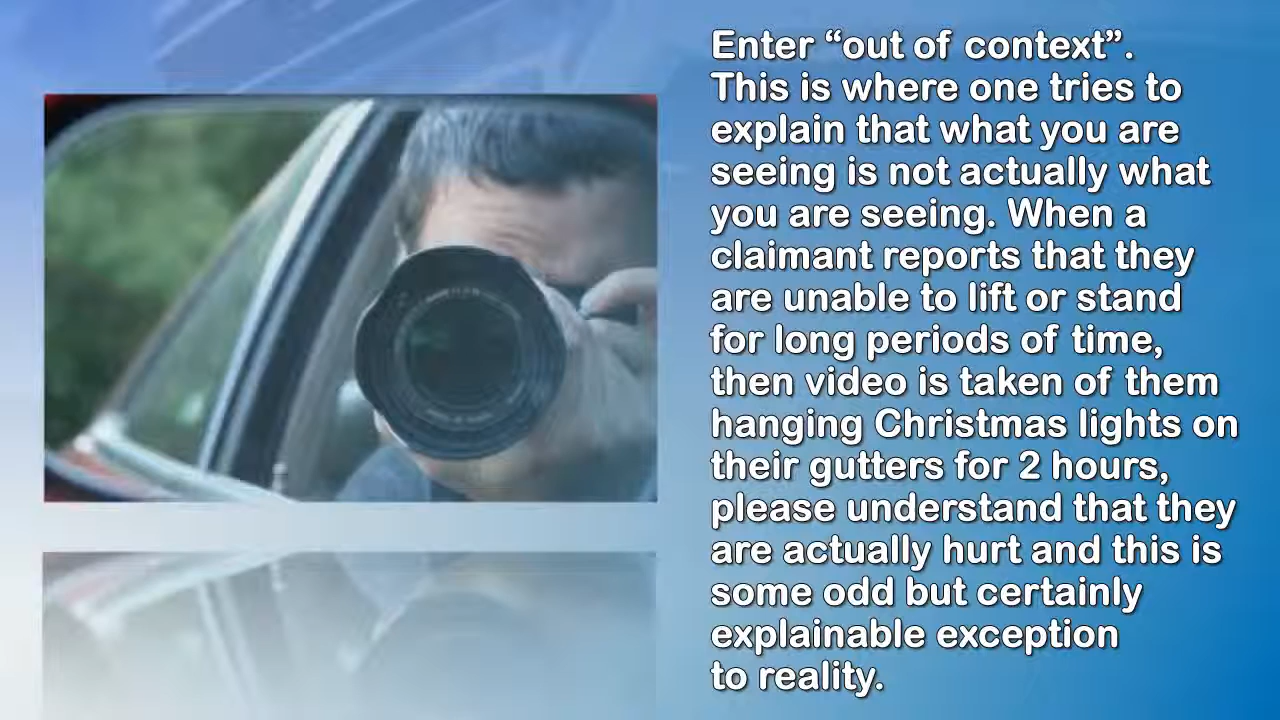 Enter “out of context”.
This is where one tries to
explain that what you are
seeing is not actually what
you are seeing. When a
claimant reports that they
are unable to lift or stand
for long periods of time,
then video is taken of them
hanging Christmas lights on
their gutters for 2 hours,
please understand that they
are actually hurt and this is
some odd but certainly
explainable exception
to reality.